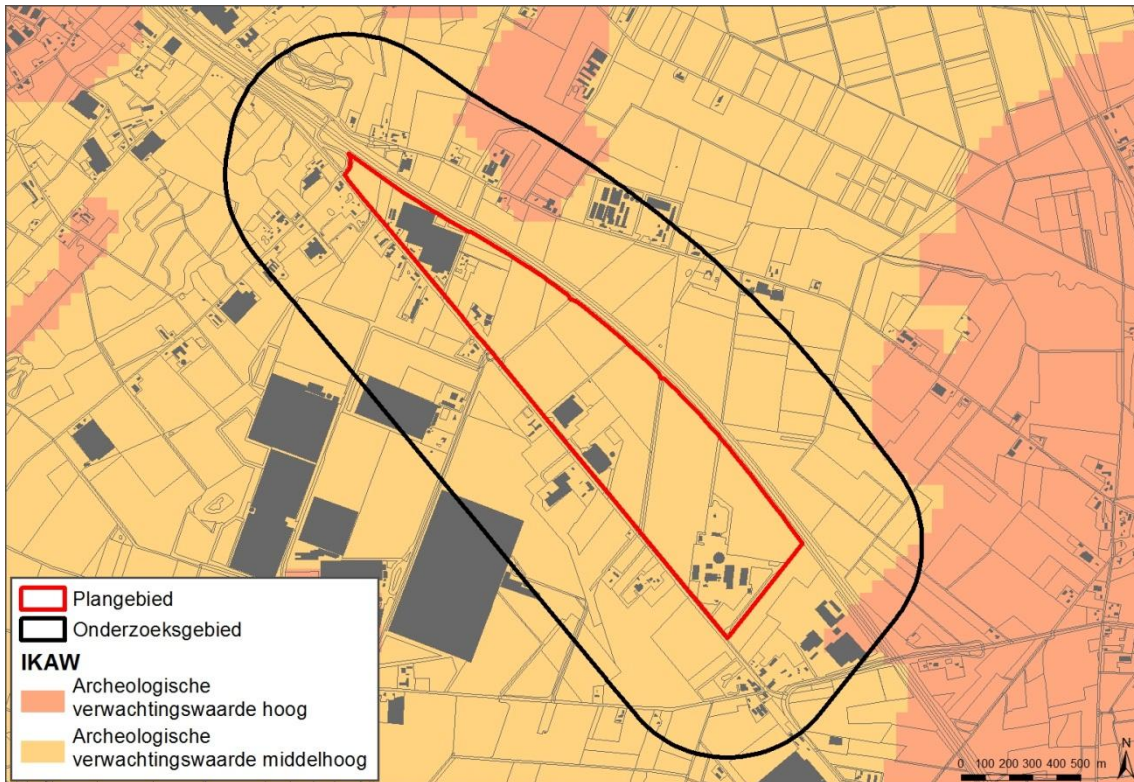 Plangebied
Onderzoeksgebied
IKAW
Archeologische
verwachtingswaarde hoog
Archeologische
verwachtingswaarde middelhoog
N
0 100 200 300 400 500 m